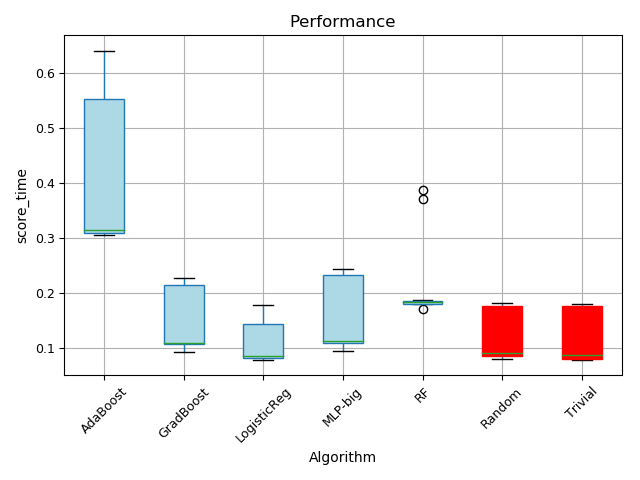 Performance
score_time
0.6
0.5
0.4
0.3
0.2
0.1
AdaBoost
GradBoost
LogisticReg
MLP-big
RF
Random
Trivial
Algorithm